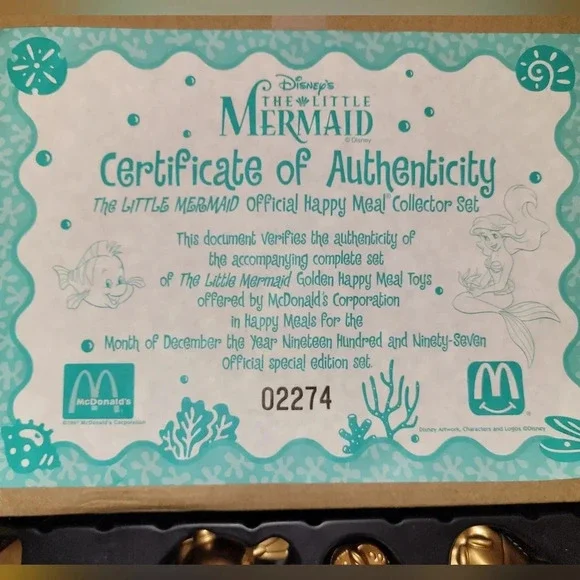 Disney's
THE LITTLE
MERMAID
© Disney
Certificate of Authenticity
The LITTLE MERMAID Official Happy Meal® Collector Set
This document verifies the authenticity of
the accompanying complete set
of The Little Mermaid Golden Happy Meal Toys
offered by McDonald's Corporation
in Happy Meals for the
Month of December the Year Nineteen Hundred and Ninety-Seven
Official special edition set.
McDonald's
©1997 McDonald's Corporation
02274
Disney Artwork, Characters and Logos ©Disney